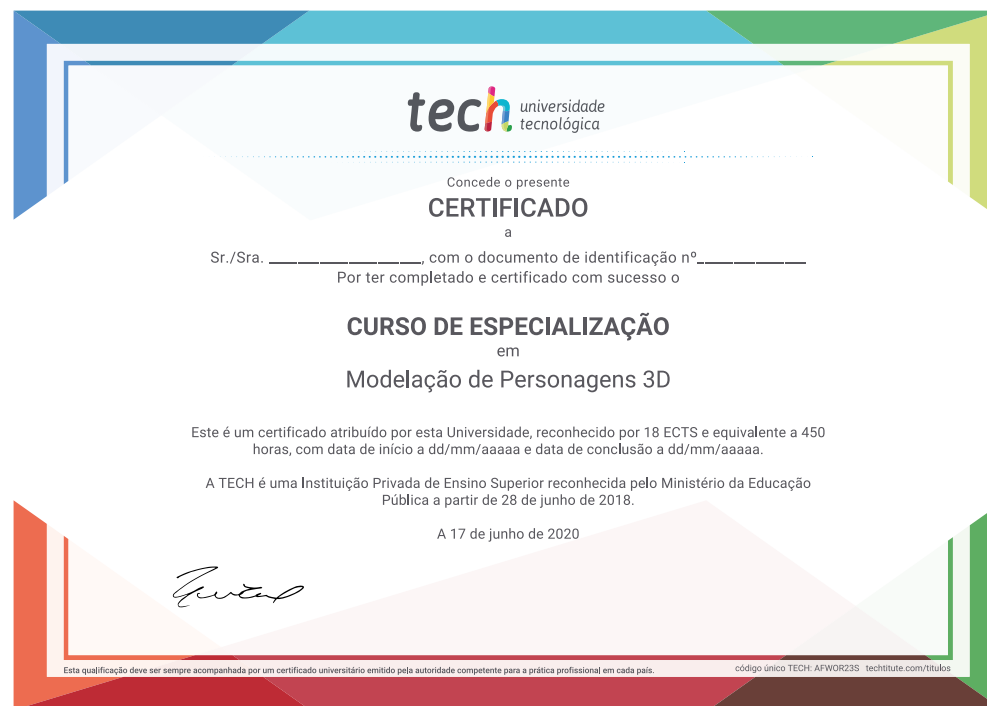 tech universidade
tecnológica
Concede o presente
CERTIFICADO
a
Sr./Sra. ________________, com o documento de identificação nº____________
Por ter completado e certificado com sucesso o
CURSO DE ESPECIALIZAÇÃO
em
Modelação de Personagens 3D
Este é um certificado atribuído por esta Universidade, reconhecido por 18 ECTS e equivalente a 450
horas, com data de início a dd/mm/aaaaa e data de conclusão a dd/mm/aaaaa.
A TECH é uma Instituição Privada de Ensino Superior reconhecida pelo Ministério da Educação
Pública a partir de 28 de junho de 2018.
A 17 de junho de 2020
Esta qualificação deve ser sempre acompanhada por um certificado universitário emitido pela autoridade competente para a prática profissional em cada país.
código único TECH: AFWOR23S techtitute.com/titulos